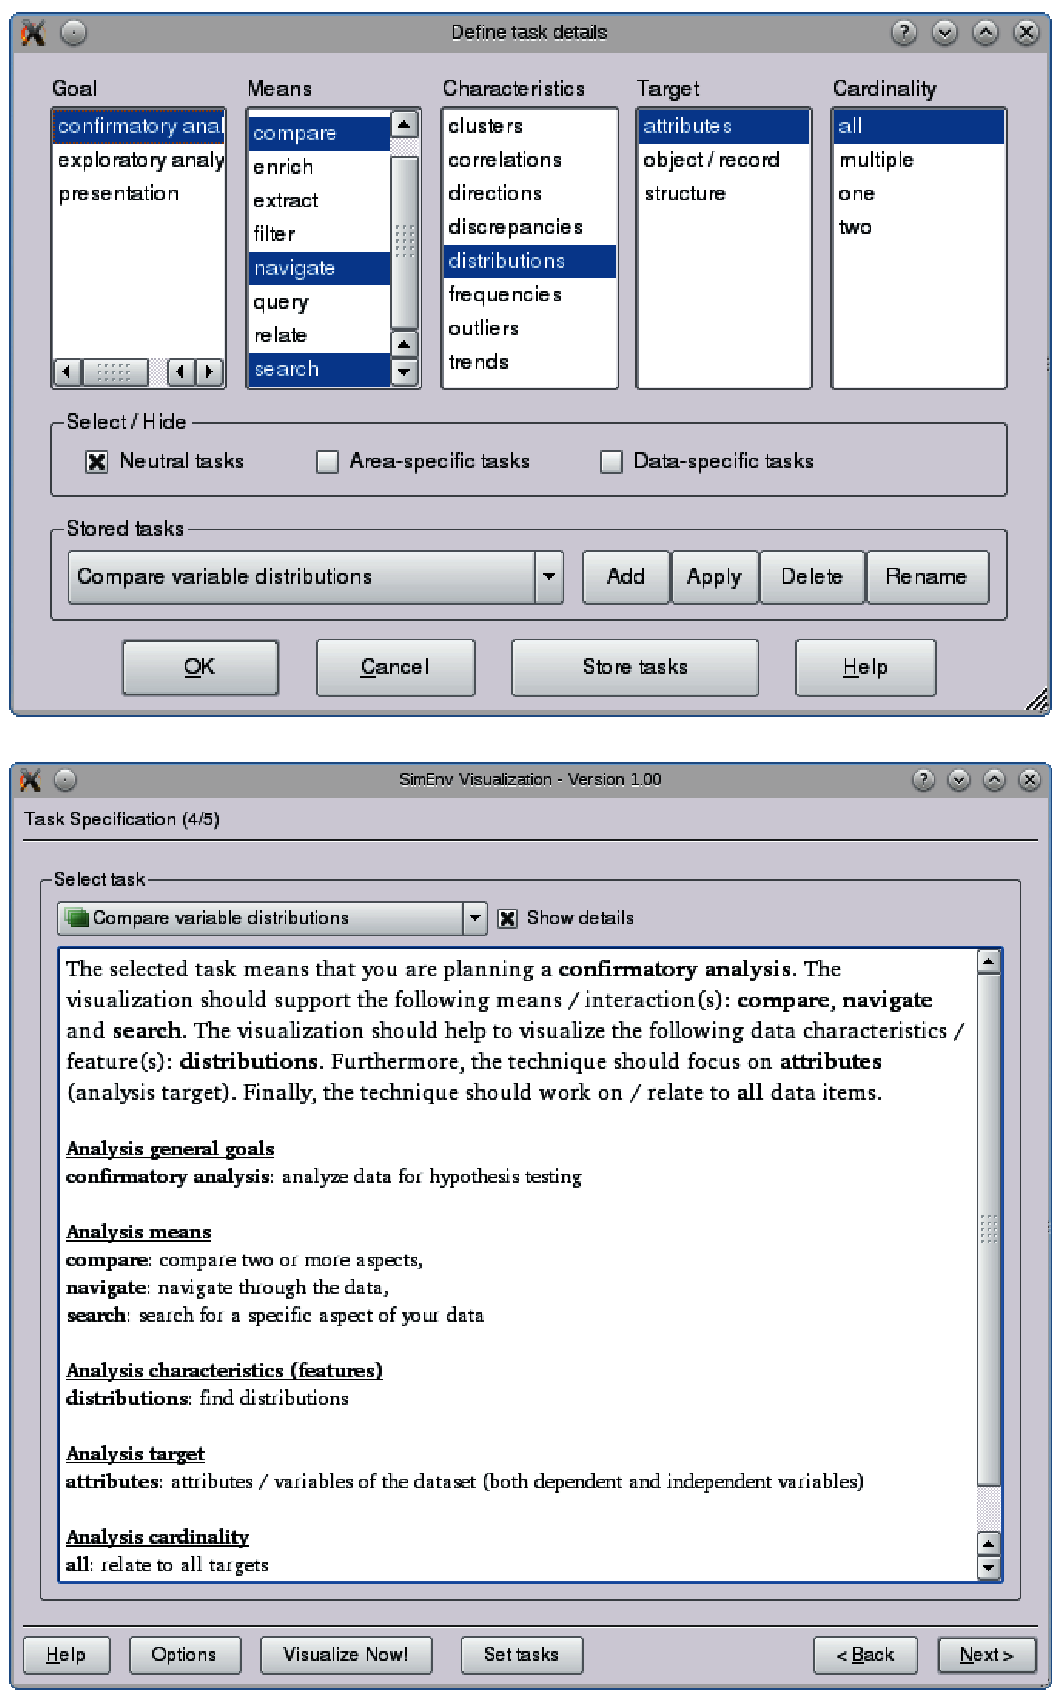 Define task details
Goal Means Characteristics Target Cardinality
confirmatory anal
exploratory analy
presentation
compare
enrich
extract
filter
navigate
query
relate
search
clusters
correlations
directions
discrepancies
distributions
frequencies
outliers
trends
attributes
object / record
structure
all
multiple
one
two
Select / Hide
Neutral tasks Area-specific tasks Data-specific tasks
Stored tasks
Compare variable distributions Add Apply Delete Rename
OK Cancel Store tasks Help
SimEnv Visualization - Version 1.00
Task Specification (4/5)
Select task
Compare variable distributions Show details
The selected task means that you are planning a confirmatory analysis. The
visualization should support the following means / interaction(s): compare, navigate
and search. The visualization should help to visualize the following data characteristics /
feature(s): distributions. Furthermore, the technique should focus on attributes
(analysis target). Finally, the technique should work on / relate to all data items.
Analysis general goals
confirmatory analysis: analyze data for hypothesis testing
Analysis means
compare: compare two or more aspects,
navigate: navigate through the data,
search: search for a specific aspect of your data
Analysis characteristics (features)
distributions: find distributions
Analysis target
attributes: attributes / variables of the dataset (both dependent and independent variables)
Analysis cardinality
all: relate to all targets
Help Options Visualize Now! Set tasks < Back Next >